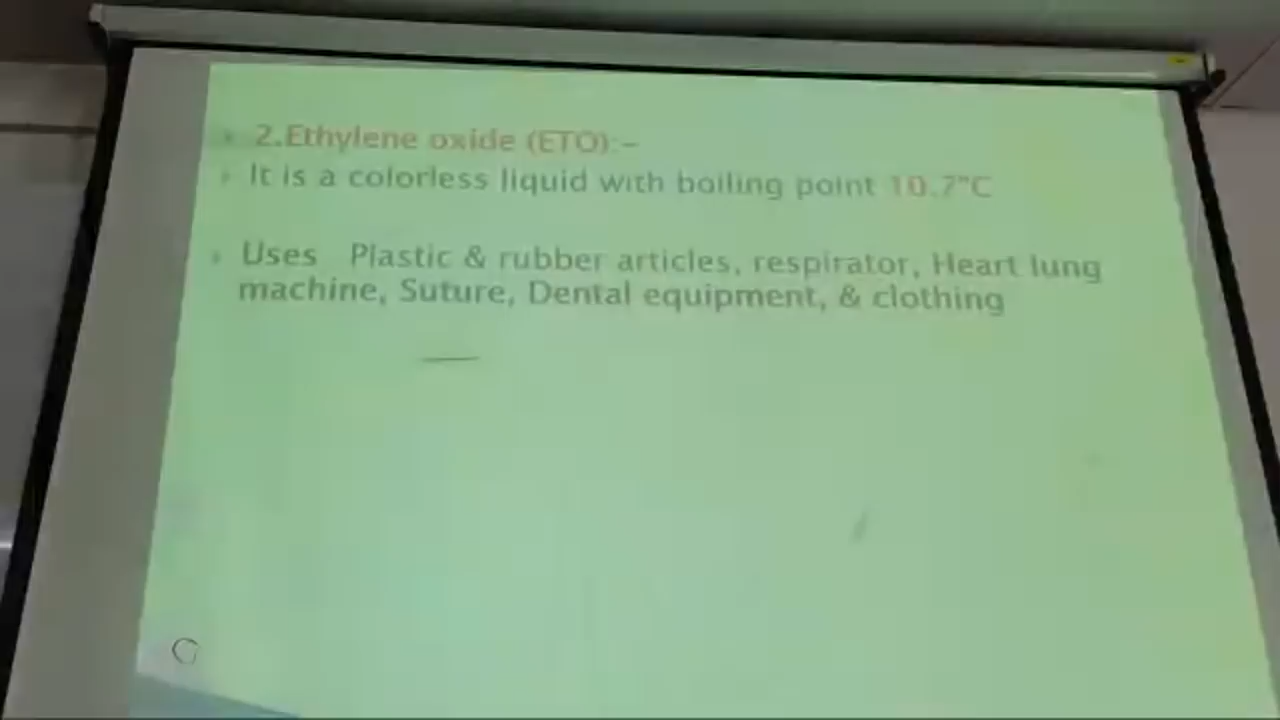 2.Ethylene oxide (ETO):-
It is a colorless liquid with boiling point 10.7°C
Uses Plastic & rubber articles, respirator, Heart lung
machine, Suture, Dental equipment, & clothing